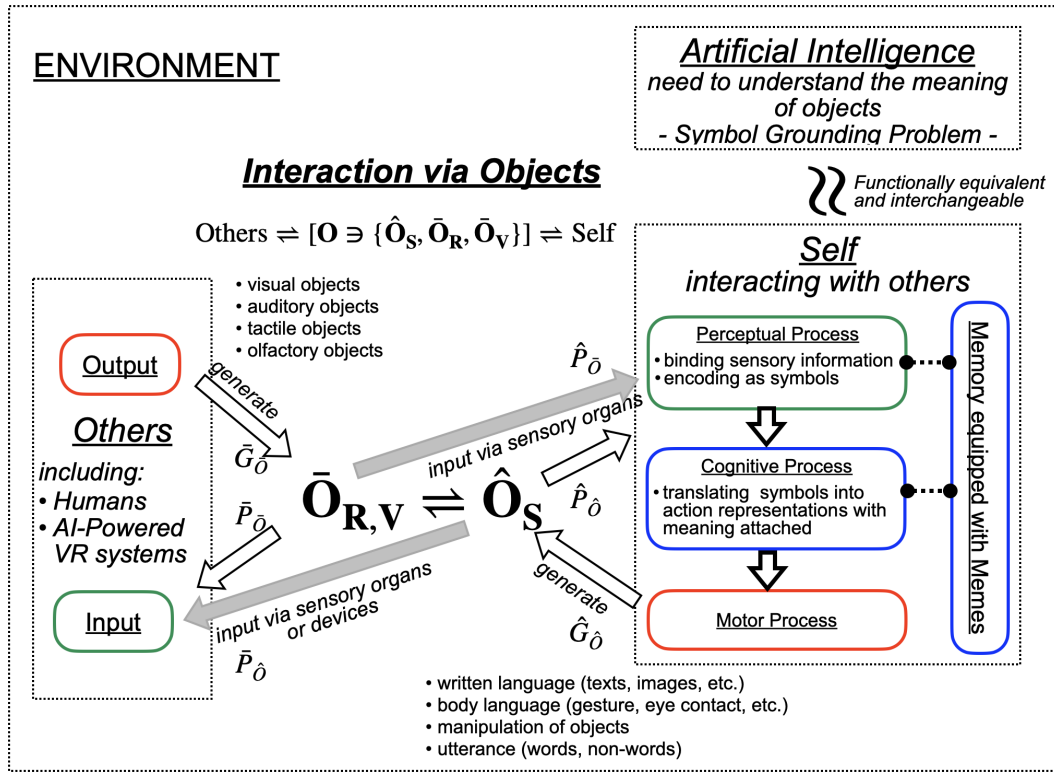 ENVIRONMENT
Artificial Intelligence
need to understand the meaning
of objects
- Symbol Grounding Problem -
Functionally equivalent
and interchangeable
Interaction via Objects
Others ⇌ [O ∋ {Ô_S, Ō_R, Ō_V}] ⇌ Self
• visual objects
• auditory objects
• tactile objects
• olfactory objects
Output
Others
including:
• Humans
• AI-Powered
VR systems
Input
generate
Ḡ_Ō
P̄_Ō
Ō_R,V ⇌ Ô_S
input via sensory organs
P̂_Ō
P̂_Ô
input via sensory organs
or devices
P̄_Ô
generate
Ĝ_Ô
Self
interacting with others
Perceptual Process
• binding sensory information
• encoding as symbols
Cognitive Process
• translating symbols into
action representations with
meaning attached
Motor Process
Memory equipped with Memes
• written language (texts, images, etc.)
• body language (gesture, eye contact, etc.)
• manipulation of objects
• utterance (words, non-words)